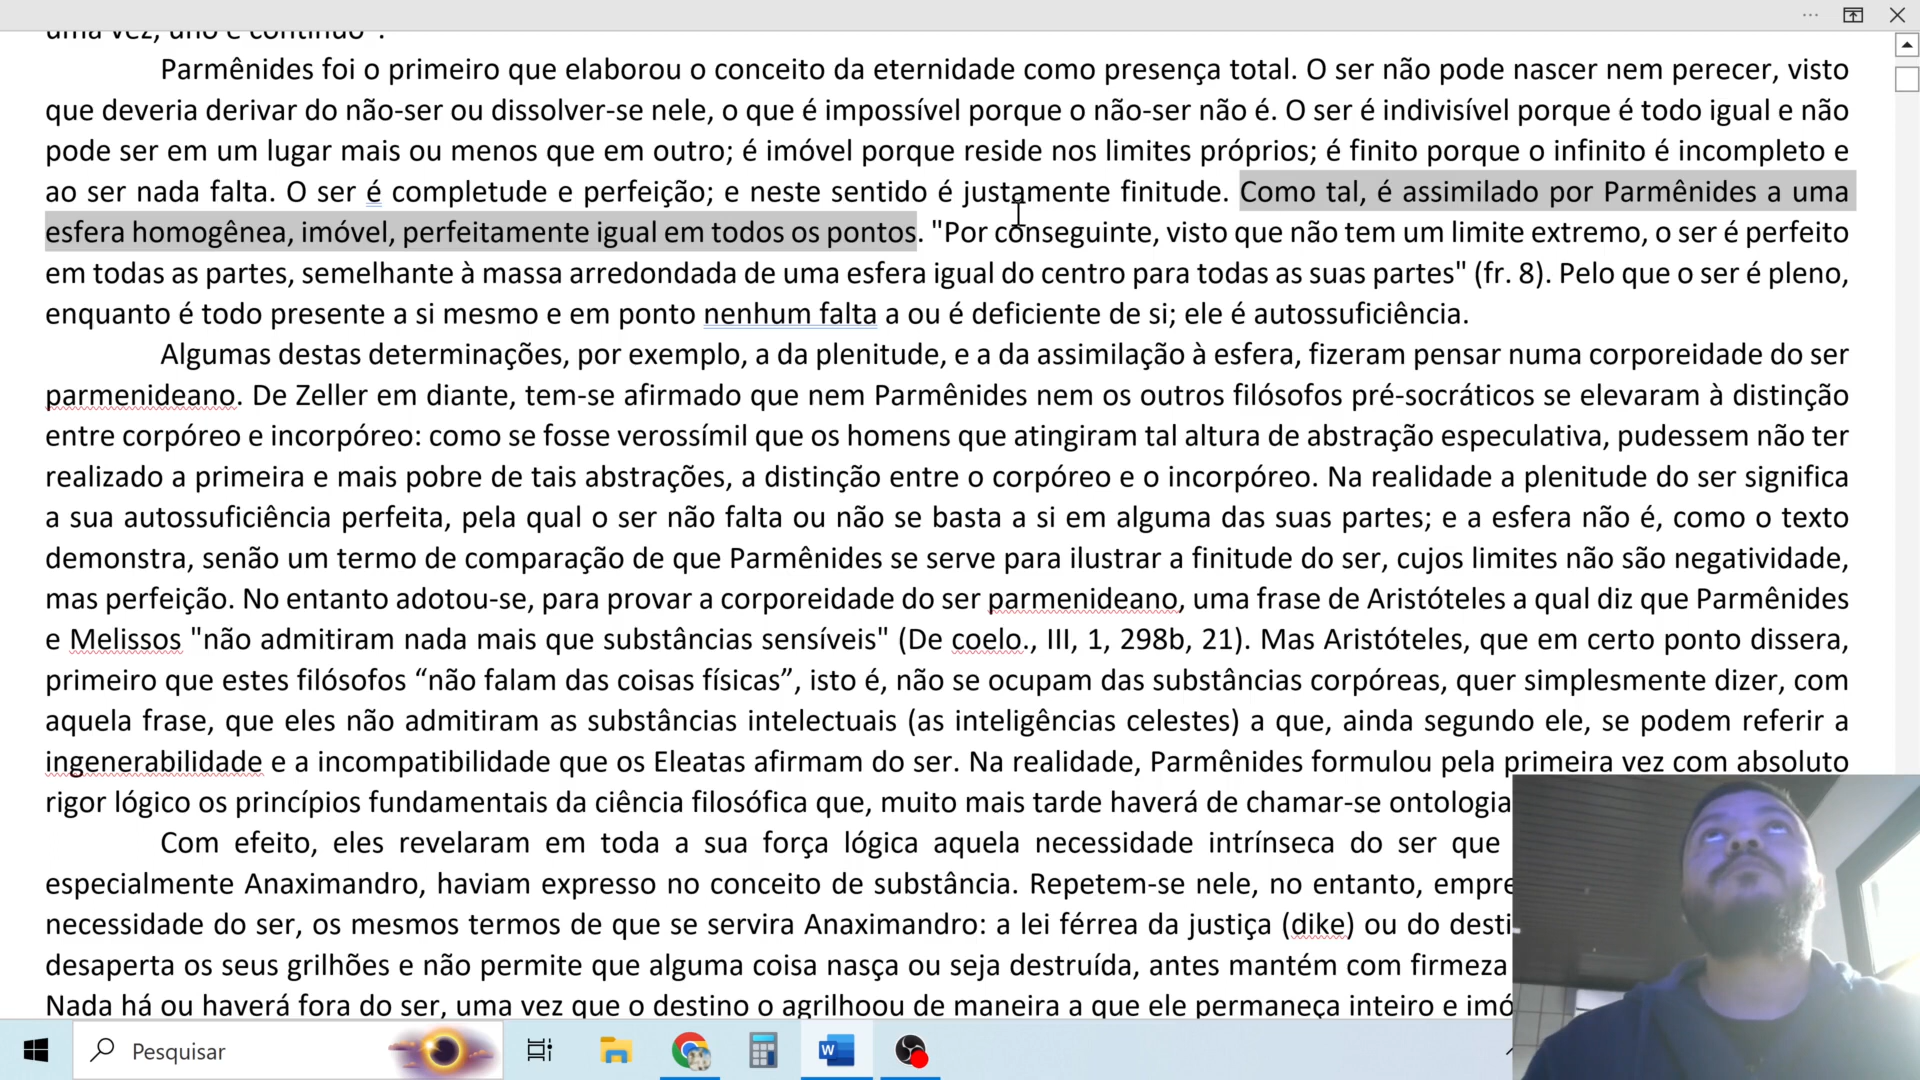 uma vez, uno e contínuo".
Parmênides foi o primeiro que elaborou o conceito da eternidade como presença total. O ser não pode nascer nem perecer, visto
que deveria derivar do não-ser ou dissolver-se nele, o que é impossível porque o não-ser não é. O ser é indivisível porque é todo igual e não
pode ser em um lugar mais ou menos que em outro; é imóvel porque reside nos limites próprios; é finito porque o infinito é incompleto e
ao ser nada falta. O ser é completude e perfeição; e neste sentido é justamente finitude. Como tal, é assimilado por Parmênides a uma
esfera homogênea, imóvel, perfeitamente igual em todos os pontos. "Por conseguinte, visto que não tem um limite extremo, o ser é perfeito
em todas as partes, semelhante à massa arredondada de uma esfera igual do centro para todas as suas partes" (fr. 8). Pelo que o ser é pleno,
enquanto é todo presente a si mesmo e em ponto nenhum falta a ou é deficiente de si; ele é autossuficiência.
Algumas destas determinações, por exemplo, a da plenitude, e a da assimilação à esfera, fizeram pensar numa corporeidade do ser
parmenideano. De Zeller em diante, tem-se afirmado que nem Parmênides nem os outros filósofos pré-socráticos se elevaram à distinção
entre corpóreo e incorpóreo: como se fosse verossímil que os homens que atingiram tal altura de abstração especulativa, pudessem não ter
realizado a primeira e mais pobre de tais abstrações, a distinção entre o corpóreo e o incorpóreo. Na realidade a plenitude do ser significa
a sua autossuficiência perfeita, pela qual o ser não falta ou não se basta a si em alguma das suas partes; e a esfera não é, como o texto
demonstra, senão um termo de comparação de que Parmênides se serve para ilustrar a finitude do ser, cujos limites não são negatividade,
mas perfeição. No entanto adotou-se, para provar a corporeidade do ser parmenideano, uma frase de Aristóteles a qual diz que Parmênides
e Melissos "não admitiram nada mais que substâncias sensíveis" (De coelo., III, 1, 298b, 21). Mas Aristóteles, que em certo ponto dissera,
primeiro que estes filósofos “não falam das coisas físicas”, isto é, não se ocupam das substâncias corpóreas, quer simplesmente dizer, com
aquela frase, que eles não admitiram as substâncias intelectuais (as inteligências celestes) a que, ainda segundo ele, se podem referir a
ingenerabilidade e a incompatibilidade que os Eleatas afirmam do ser. Na realidade, Parmênides formulou pela primeira vez com absoluto
rigor lógico os princípios fundamentais da ciência filosófica que, muito mais tarde haverá de chamar-se ontologia
Com efeito, eles revelaram em toda a sua força lógica aquela necessidade intrínseca do ser que
especialmente Anaximandro, haviam expresso no conceito de substância. Repetem-se nele, no entanto, empre
necessidade do ser, os mesmos termos de que se servira Anaximandro: a lei férrea da justiça (dike) ou do desti
desaperta os seus grilhões e não permite que alguma coisa nasça ou seja destruída, antes mantém com firmeza
Nada há ou haverá fora do ser, uma vez que o destino o agrilhoou de maneira a que ele permaneça inteiro e imó
Pesquisar